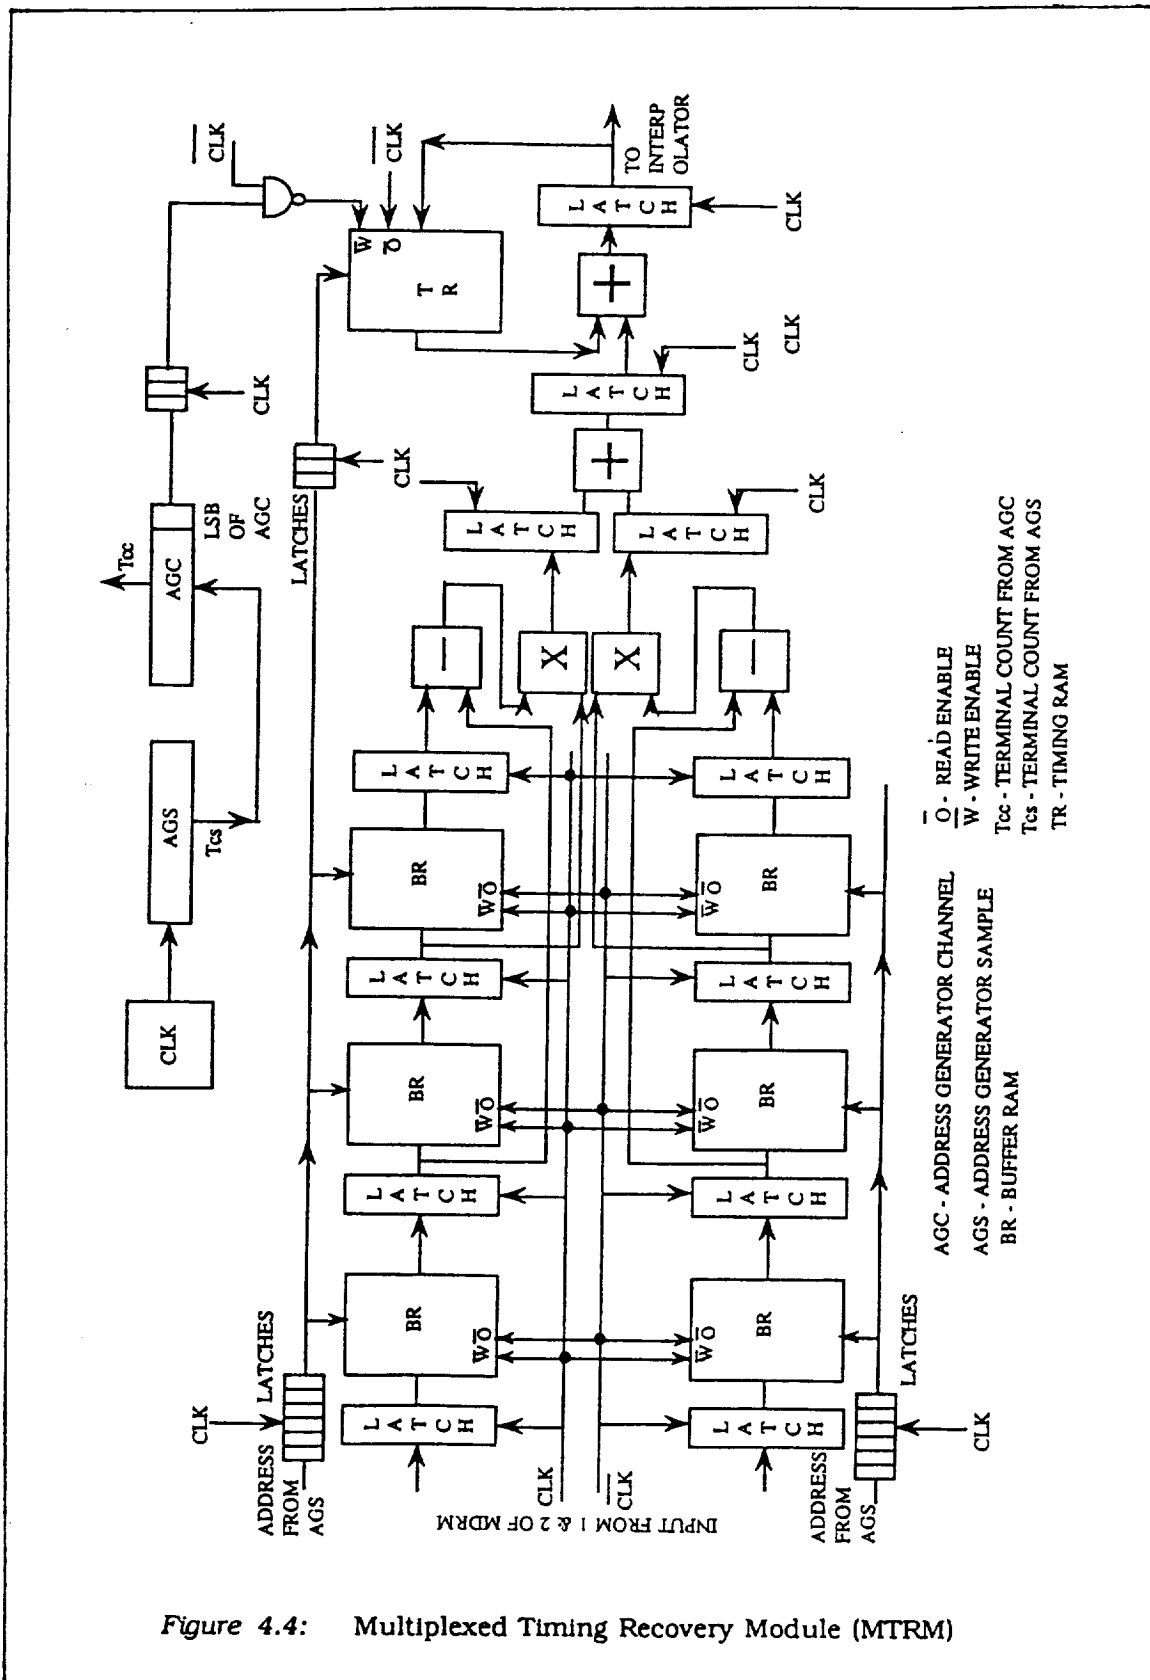 CLK
AGS
AGC
Tcs
Tcc
LSB
OF
AGC
CLK
CLK
CLK
ADDRESS
FROM
AGS
LATCHES
LATCHES
CLK
W
O
TR
CLK
LATCH
BR
W O
LATCH
BR
W O
LATCH
BR
W O
LATCH
−
X
LATCH
CLK
CLK
INPUT FROM 1 & 2 OF MDRM
+
LATCH
CLK
CLK
+
LATCH
CLK
TO
INTERP
OLATOR
X
LATCH
CLK
−
LATCH
BR
W O
LATCH
BR
W O
LATCH
BR
W O
LATCH
ADDRESS
FROM
AGS
LATCHES
CLK
AGC - ADDRESS GENERATOR CHANNEL
AGS - ADDRESS GENERATOR SAMPLE
BR - BUFFER RAM
O - READ ENABLE
W - WRITE ENABLE
Tcc - TERMINAL COUNT FROM AGC
Tcs - TERMINAL COUNT FROM AGS
TR - TIMING RAM
Figure 4.4: Multiplexed Timing Recovery Module (MTRM)